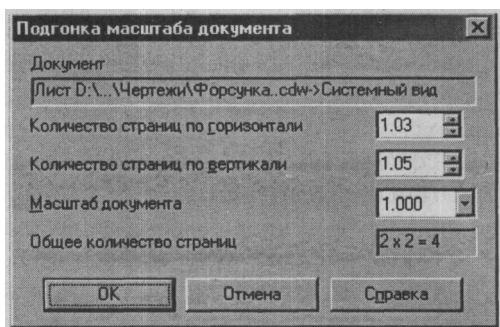 Подгонка масштаба документа
Документ
Лист D:\...\Чертежи\Форсунка..cdw->Системный вид
Количество страниц по горизонтали 1.03
Количество страниц по вертикали 1.05
Масштаб документа 1.000
Общее количество страниц 2 x 2 = 4
OK Отмена Справка